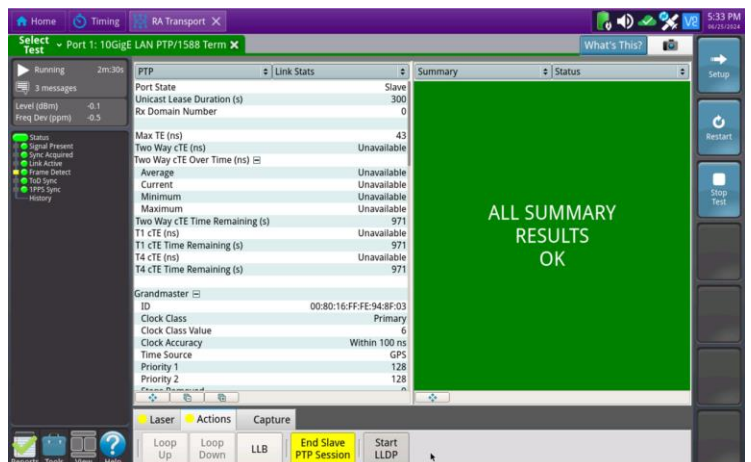 Home Timing RA Transport X
5:33 PM
06/25/2024
Select Test Port 1: 10GigE LAN PTP/1588 Term X
What's This?
Running 2m:30s
3 messages
Level (dBm) -0.1
Freq Dev (ppm) -0.5
Status
Signal Present
Sync Acquired
Link Active
Frame Detect
ToD Sync
1PPS Sync
History
PTP Link Stats
Port State Slave
Unicast Lease Duration (s) 300
Rx Domain Number 0
Max TE (ns) 43
Two Way cTE (ns) Unavailable
Two Way cTE Over Time (ns)
Average Unavailable
Current Unavailable
Minimum Unavailable
Maximum Unavailable
Two Way cTE Time Remaining (s) 971
T1 cTE (ns) Unavailable
T1 cTE Time Remaining (s) 971
T4 cTE (ns) Unavailable
T4 cTE Time Remaining (s) 971
Grandmaster
ID 00:80:16:FF:FE:94:8F:03
Clock Class Primary
Clock Class Value 6
Clock Accuracy Within 100 ns
Time Source GPS
Priority 1 128
Priority 2 128
Summary Status
ALL SUMMARY
RESULTS
OK
Setup
Restart
Stop
Test
Laser Actions Capture
Loop Up
Loop Down
LLB
End Slave
PTP Session
Start
LLDP
Reports Tools View Help